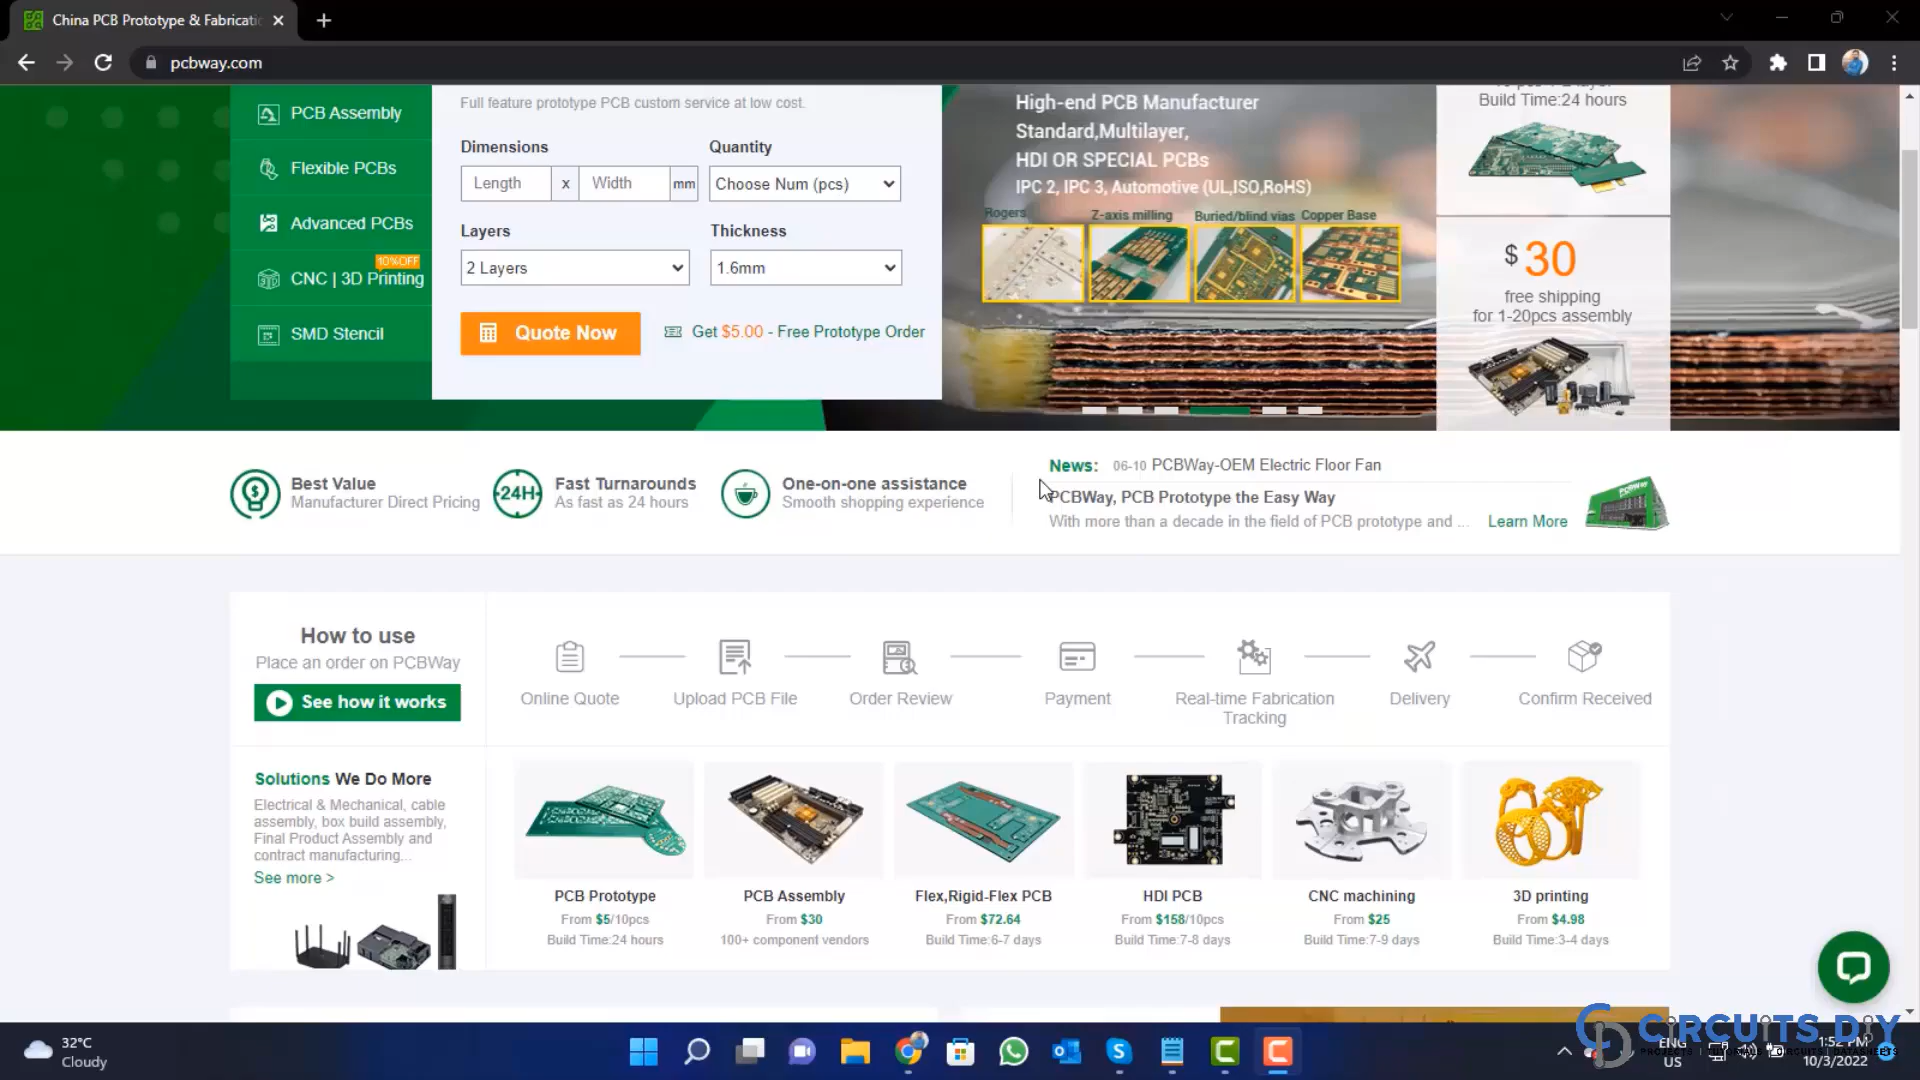 China PCB Prototype & Fabricati
pcbway.com
PCB Assembly
Flexible PCBs
Advanced PCBs
10%OFF
CNC | 3D Printing
SMD Stencil
Full feature prototype PCB custom service at low cost.
Dimensions
Quantity
Length x Width mm
Choose Num (pcs)
Layers
Thickness
2 Layers
1.6mm
Quote Now
Get $5.00 - Free Prototype Order
High-end PCB Manufacturer
Standard,Multilayer,
HDI OR SPECIAL PCBs
IPC 2, IPC 3, Automotive (UL,ISO,RoHS)
Rogers
Z-axis milling
Buried/blind vias
Copper Base
Build Time:24 hours
$ 30
free shipping
for 1-20pcs assembly
Best Value
Manufacturer Direct Pricing
24H
Fast Turnarounds
As fast as 24 hours
One-on-one assistance
Smooth shopping experience
News: 06-10 PCBWay-OEM Electric Floor Fan
PCBWay, PCB Prototype the Easy Way
With more than a decade in the field of PCB prototype and ...
Learn More
How to use
Place an order on PCBWay
See how it works
Online Quote
Upload PCB File
Order Review
Payment
Real-time Fabrication
Tracking
Delivery
Confirm Received
Solutions We Do More
Electrical & Mechanical, cable
assembly, box build assembly,
Final Product Assembly and
contract manufacturing...
See more >
PCB Prototype
From $5/10pcs
Build Time:24 hours
PCB Assembly
From $30
100+ component vendors
Flex,Rigid-Flex PCB
From $72.64
Build Time:6-7 days
HDI PCB
From $158/10pcs
Build Time:7-8 days
CNC machining
From $25
Build Time:7-9 days
3D printing
From $4.98
Build Time:3-4 days
32°C
Cloudy
CIRCUITS DIY
ENG
US
1:52 PM
10/3/2022